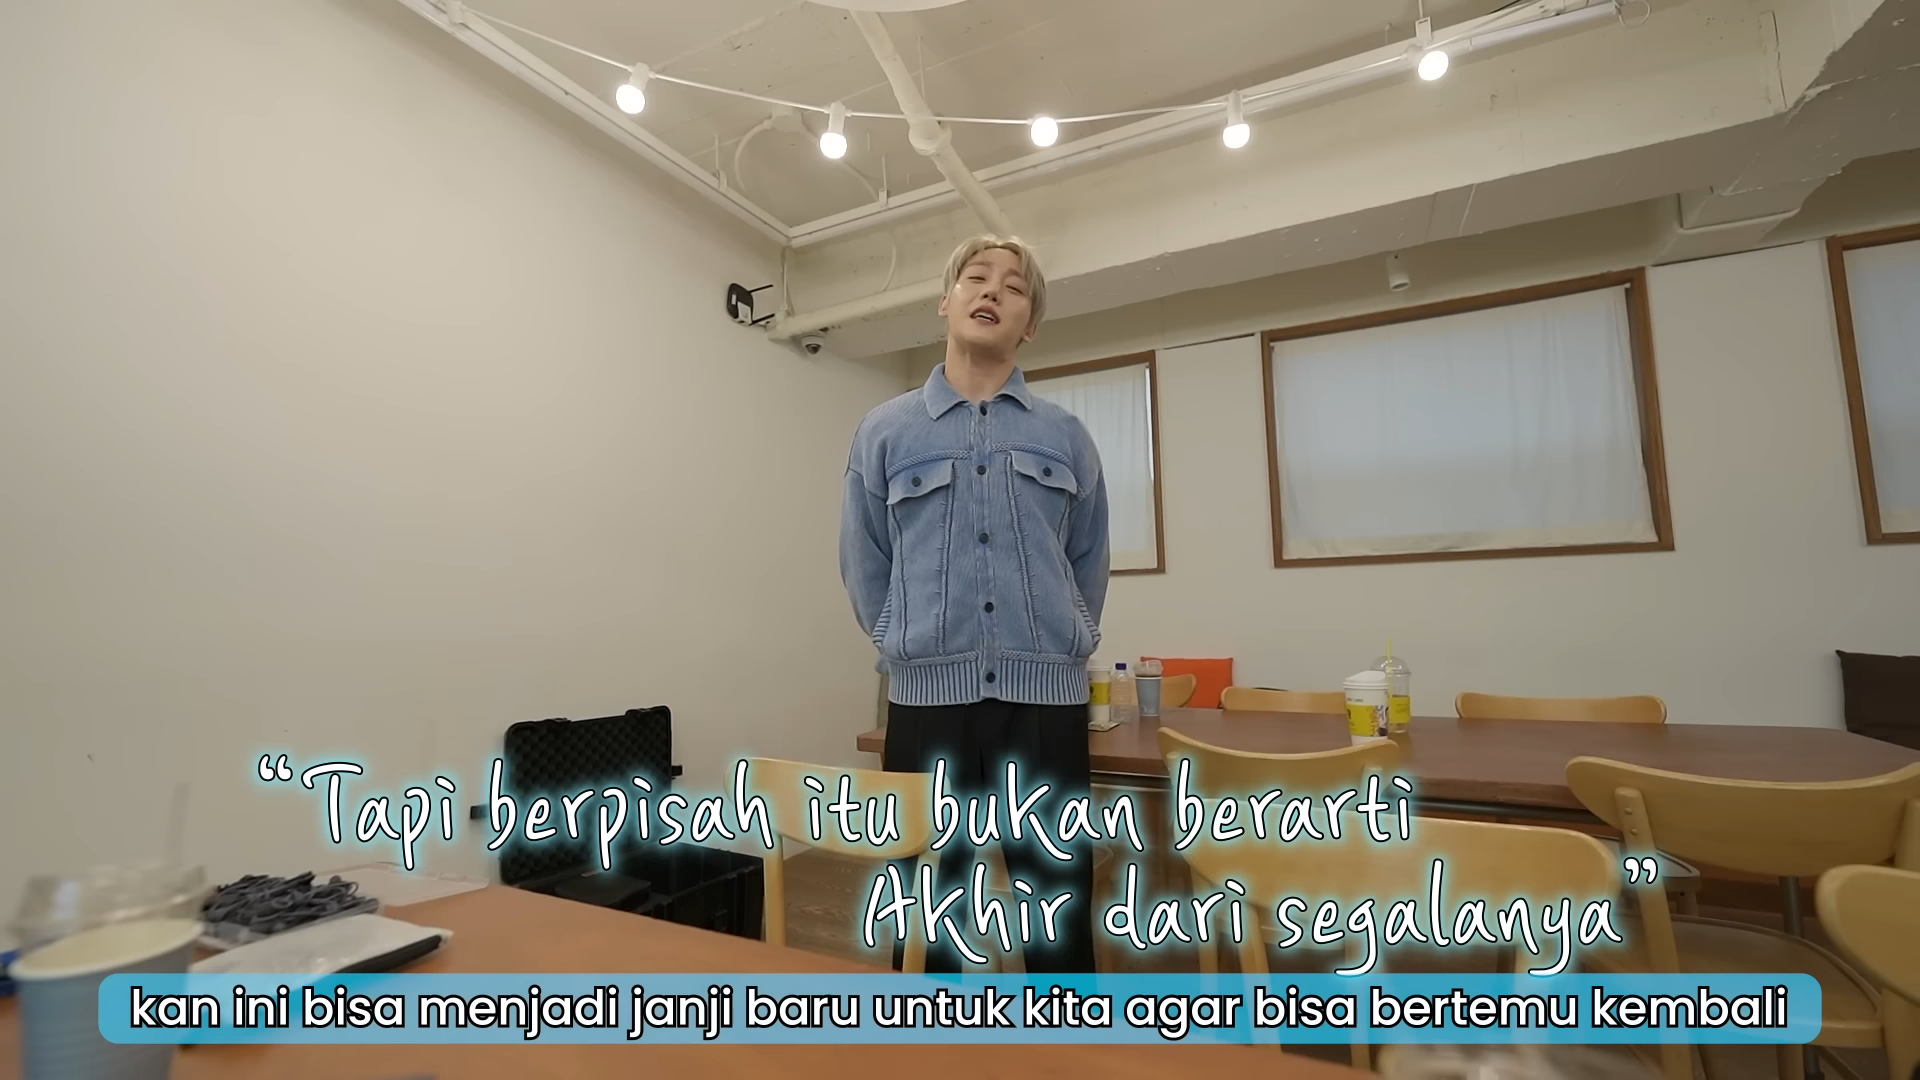 “Tapi berpisah itu bukan berarti
Akhir dari segalanya”
kan ini bisa menjadi janji baru untuk kita agar bisa bertemu kembali